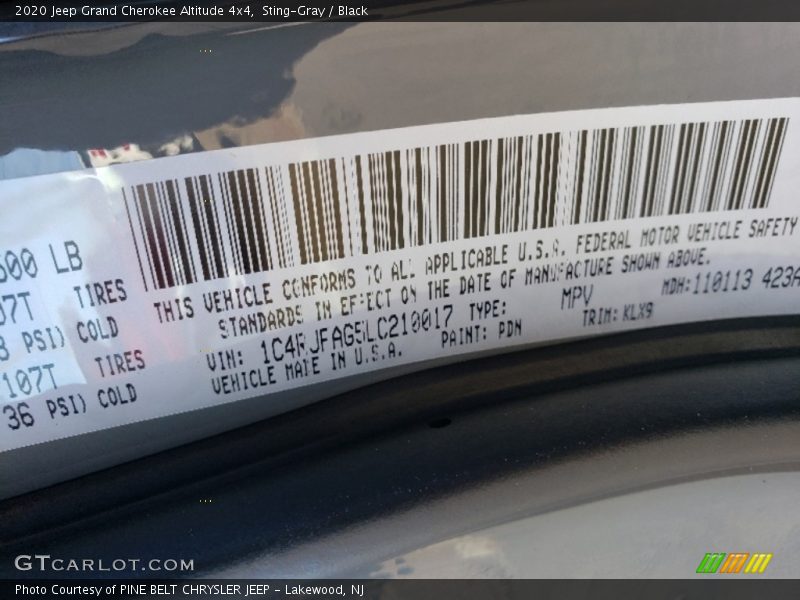 2020 Jeep Grand Cherokee Altitude 4x4, Sting-Gray / Black
500 LB
07T TIRES
PSI) COLD
107T TIRES
36 PSI) COLD
THIS VEHICLE CONFORMS TO ALL APPLICABLE U.S.A. FEDERAL MOTOR VEHICLE SAFETY
STANDARDS IN EFFECT ON THE DATE OF MANUFACTURE SHOWN ABOVE.
VIN: 1C4RJFAG5LC210017 TYPE: MPV MDH:110113 423A
VEHICLE MADE IN U.S.A. PAINT: PDN TRIM: KLX9
GTCARLOT.COM
Photo Courtesy of PINE BELT CHRYSLER JEEP - Lakewood, NJ